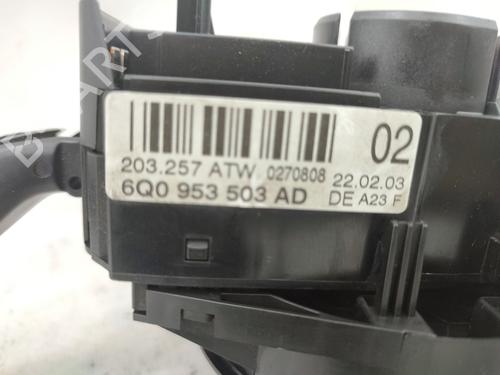 02
203.257 ATW 0270808 22.02.03
6Q0 953 503 AD DE A23 F